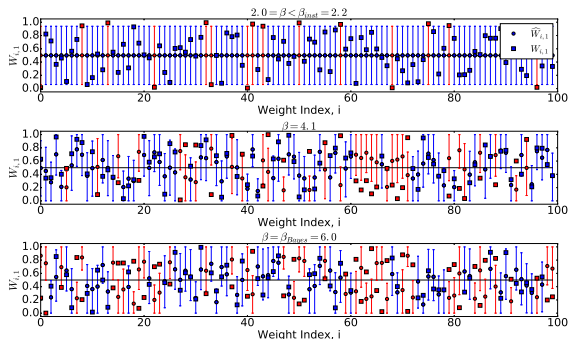 2.0 = β < β_inst = 2.2
W_{i,1}
1.0
0.8
0.6
0.4
0.2
0.0
Ŵ_{i,1}
W_{i,1}
0 20 40 60 80 100
Weight Index, i
β = 4.1
W_{i,1}
1.0
0.8
0.6
0.4
0.2
0.0
0 20 40 60 80 100
Weight Index, i
β = β_Bayes = 6.0
W_{i,1}
1.0
0.8
0.6
0.4
0.2
0.0
0 20 40 60 80 100
Weight Index, i